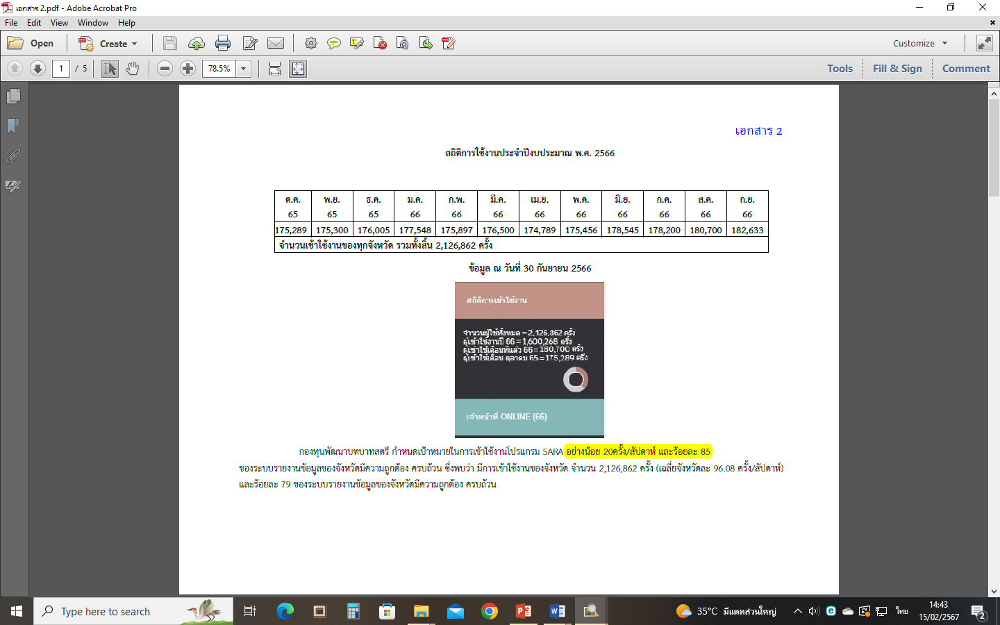 เอกสาร 2.pdf - Adobe Acrobat Pro
File Edit View Window Help
Open Create Customize
1 / 5 78.5% Tools Fill & Sign Comment
เอกสาร 2
สถิติการใช้งานประจำปีงบประมาณ พ.ศ. 2566
ต.ค. พ.ย. ธ.ค. ม.ค. ก.พ. มี.ค. เม.ย. พ.ค. มิ.ย. ก.ค. ส.ค. ก.ย.
65 65 65 66 66 66 66 66 66 66 66 66
175,289 175,300 176,005 177,548 175,897 176,500 174,789 175,456 178,545 178,200 180,700 182,633
จำนวนเข้าใช้งานของทุกจังหวัด รวมทั้งสิ้น 2,126,862 ครั้ง
ข้อมูล ณ วันที่ 30 กันยายน 2566
สถิติการเข้าใช้งาน
จำนวนผู้ใช้ทั้งหมด = 2,126,862 ครั้ง
ผู้เข้าใช้งานปี 66 = 1,600,268 ครั้ง
ผู้เข้าใช้เดือนที่แล้ว 66 = 180,700 ครั้ง
ผู้เข้าใช้เดือน ตุลาคม 65 = 175,289 ครั้ง
เจ้าหน้าที่ ONLINE (66)
กองทุนพัฒนาบทบาทสตรี กำหนดเป้าหมายในการเข้าใช้งานโปรแกรม SARA อย่างน้อย 20ครั้ง/สัปดาห์ และร้อยละ 85
ของระบบรายงานข้อมูลของจังหวัดมีความถูกต้อง ครบถ้วน ซึ่งพบว่า มีการเข้าใช้งานของจังหวัด จำนวน 2,126,862 ครั้ง (เฉลี่ยจังหวัดละ 96.08 ครั้ง/สัปดาห์)
และร้อยละ 79 ของระบบรายงานข้อมูลของจังหวัดมีความถูกต้อง ครบถ้วน
Type here to search 35°C มีแดดส่วนใหญ่ ไทย 14:43
15/02/2567 2